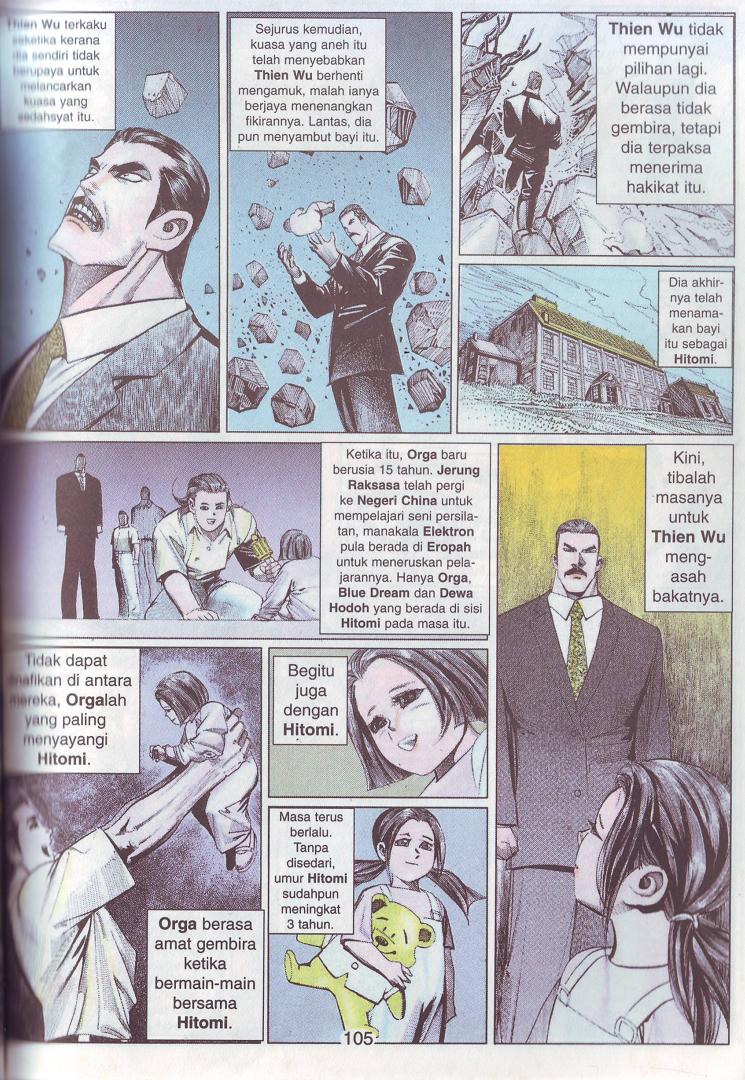 Thien Wu terkaku
seketika kerana
dia sendiri tidak
berupaya untuk
melancarkan
kuasa yang
sedahsyat itu.
Sejurus kemudian,
kuasa yang aneh itu
telah menyebabkan
Thien Wu berhenti
mengamuk, malah ianya
berjaya menenangkan
fikirannya. Lantas, dia
pun menyambut bayi itu.
Thien Wu tidak
mempunyai
pilihan lagi.
Walaupun dia
berasa tidak
gembira, tetapi
dia terpaksa
menerima
hakikat itu.
Dia akhir-
nya telah
menama-
kan bayi
itu sebagai
Hitomi.
Ketika itu, Orga baru
berusia 15 tahun. Jerung
Raksasa telah pergi
ke Negeri China untuk
mempelajari seni persila-
tan, manakala Elektron
pula berada di Eropah
untuk meneruskan pela-
jarannya. Hanya Orga,
Blue Dream dan Dewa
Hodoh yang berada di sisi
Hitomi pada masa itu.
Kini,
tibalah
masanya
untuk
Thien Wu
meng-
asah
bakatnya.
Tidak dapat
dinafikan di antara
mereka, Orgalah
yang paling
menyayangi
Hitomi.
Orga berasa
amat gembira
ketika
bermain-main
bersama
Hitomi.
Begitu
juga
dengan
Hitomi.
Masa terus
berlalu.
Tanpa
disedari,
umur Hitomi
sudahpun
meningkat
3 tahun.
105